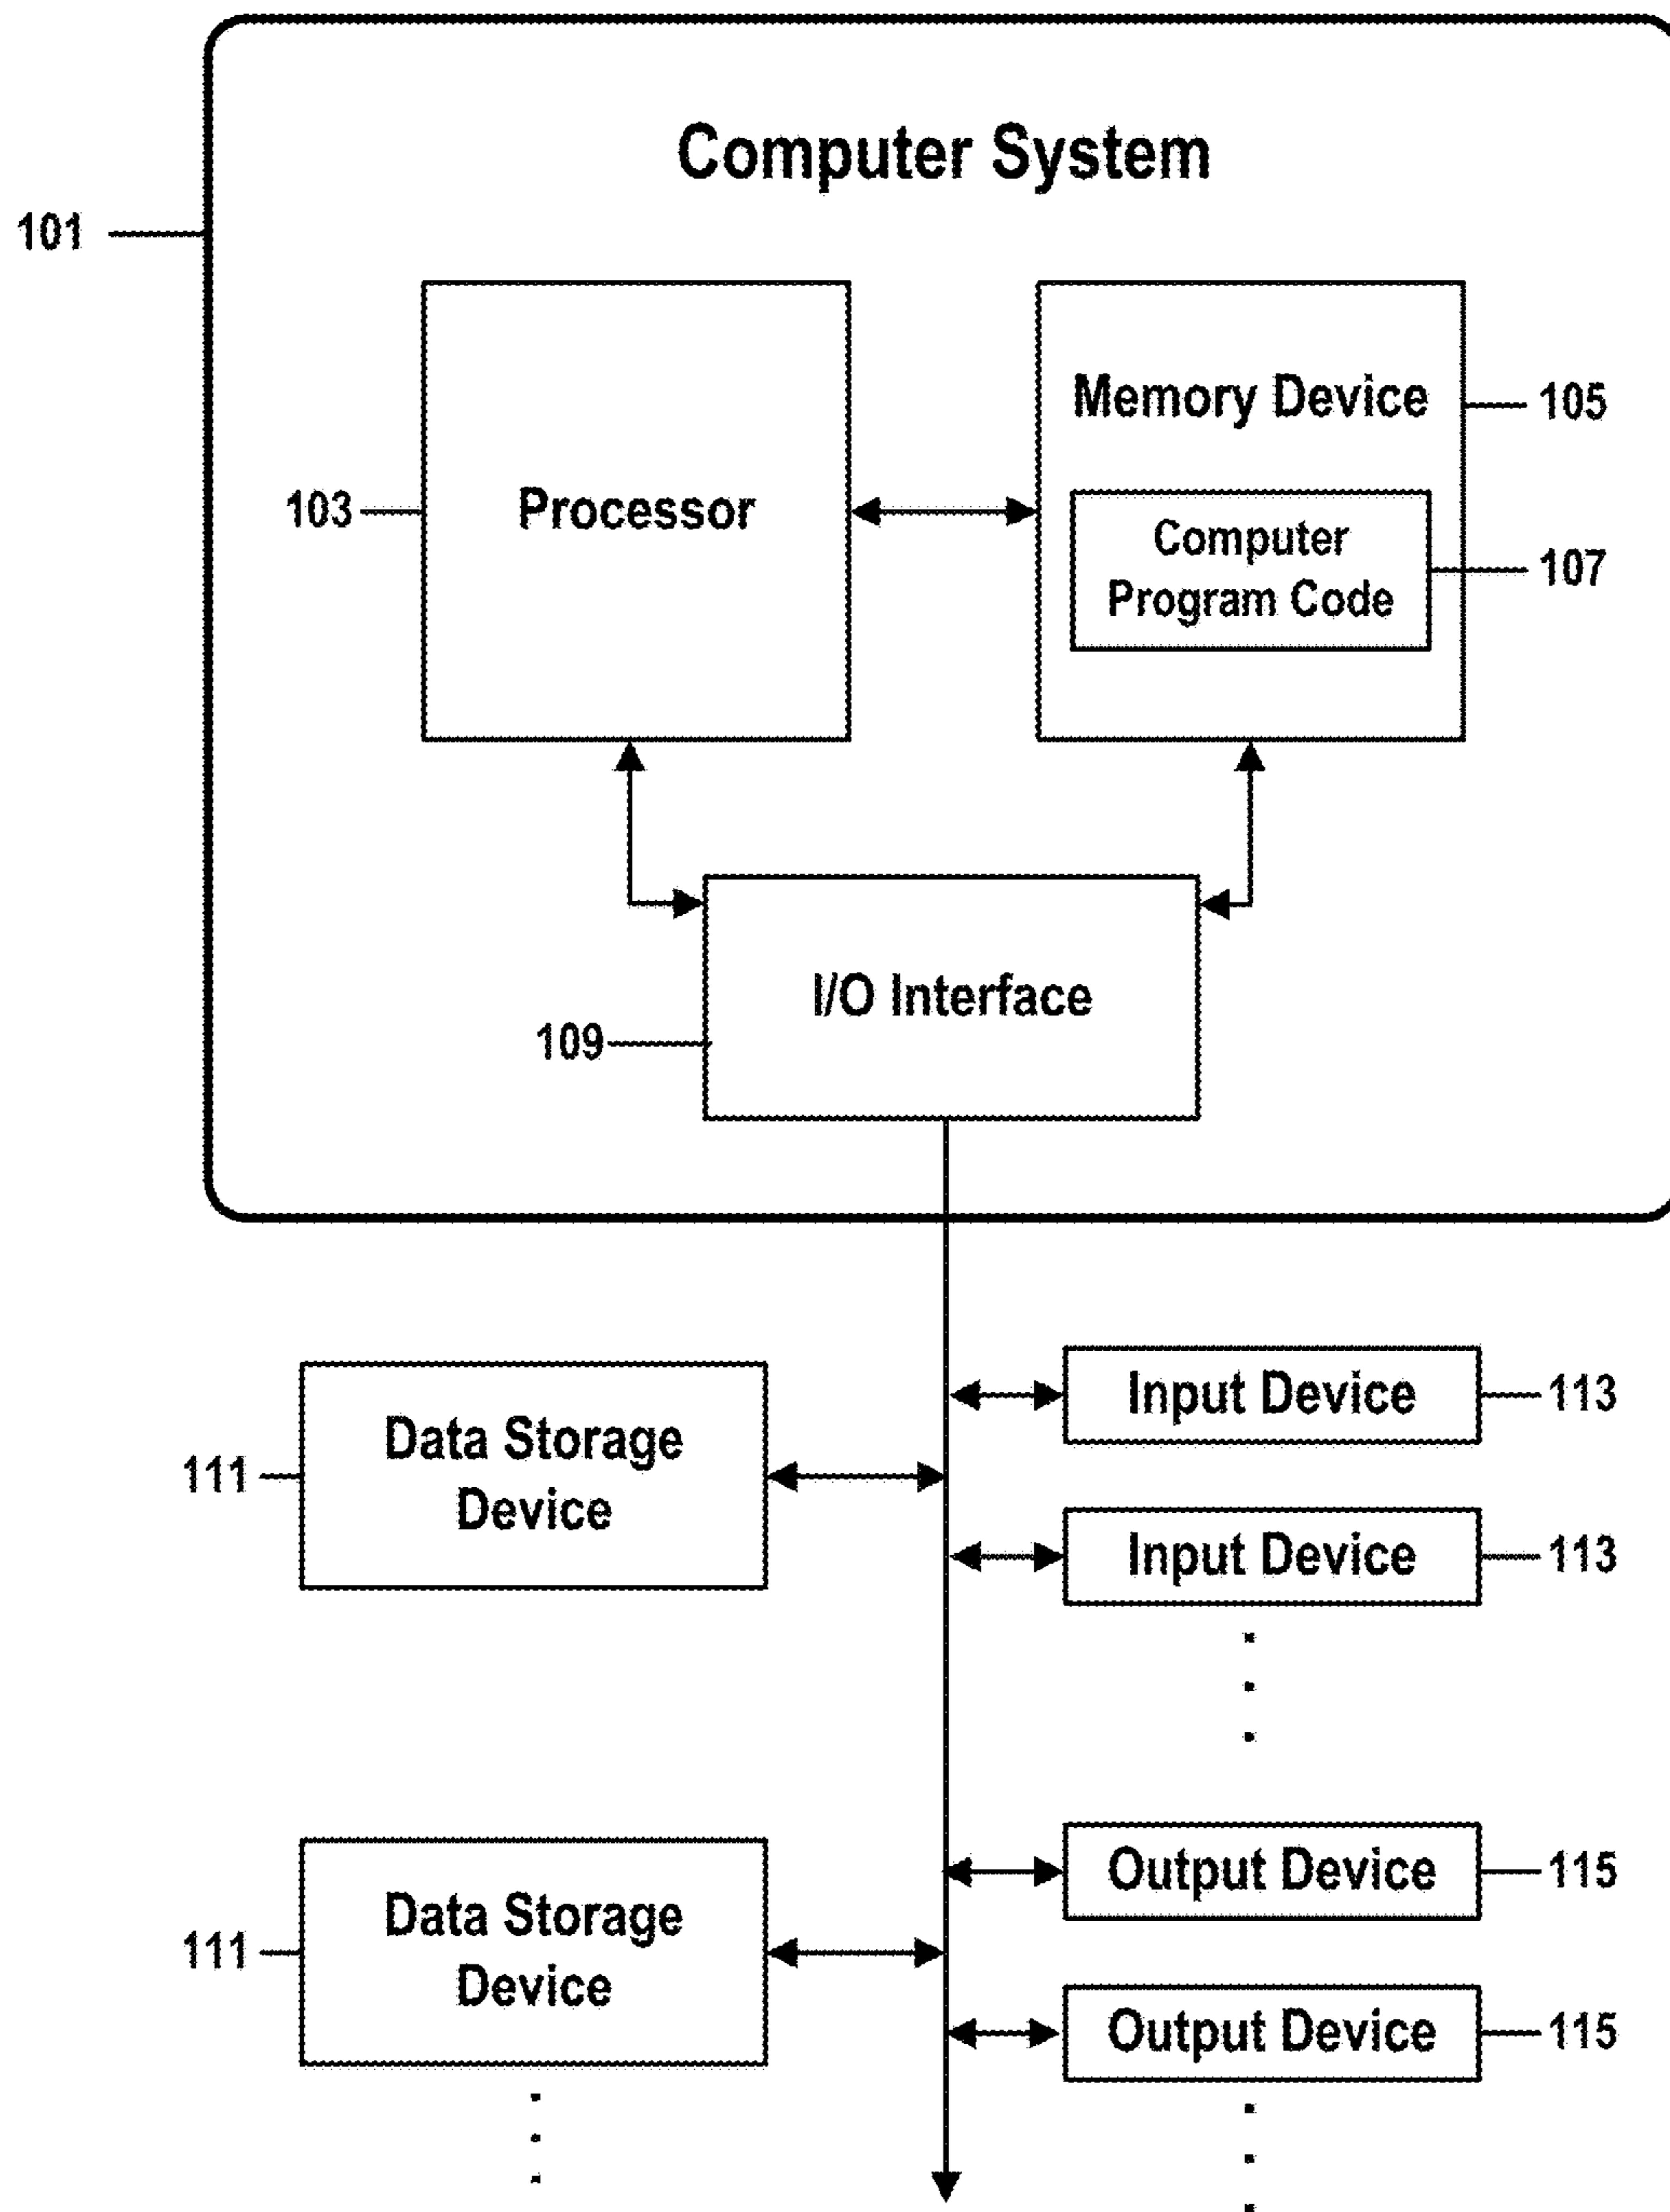 Computer System
101
Processor
103
Memory Device
105
Computer
Program Code
107
I/O Interface
109
Data Storage
Device
111
Input Device
113
Input Device
113
Data Storage
Device
111
Output Device
115
Output Device
115